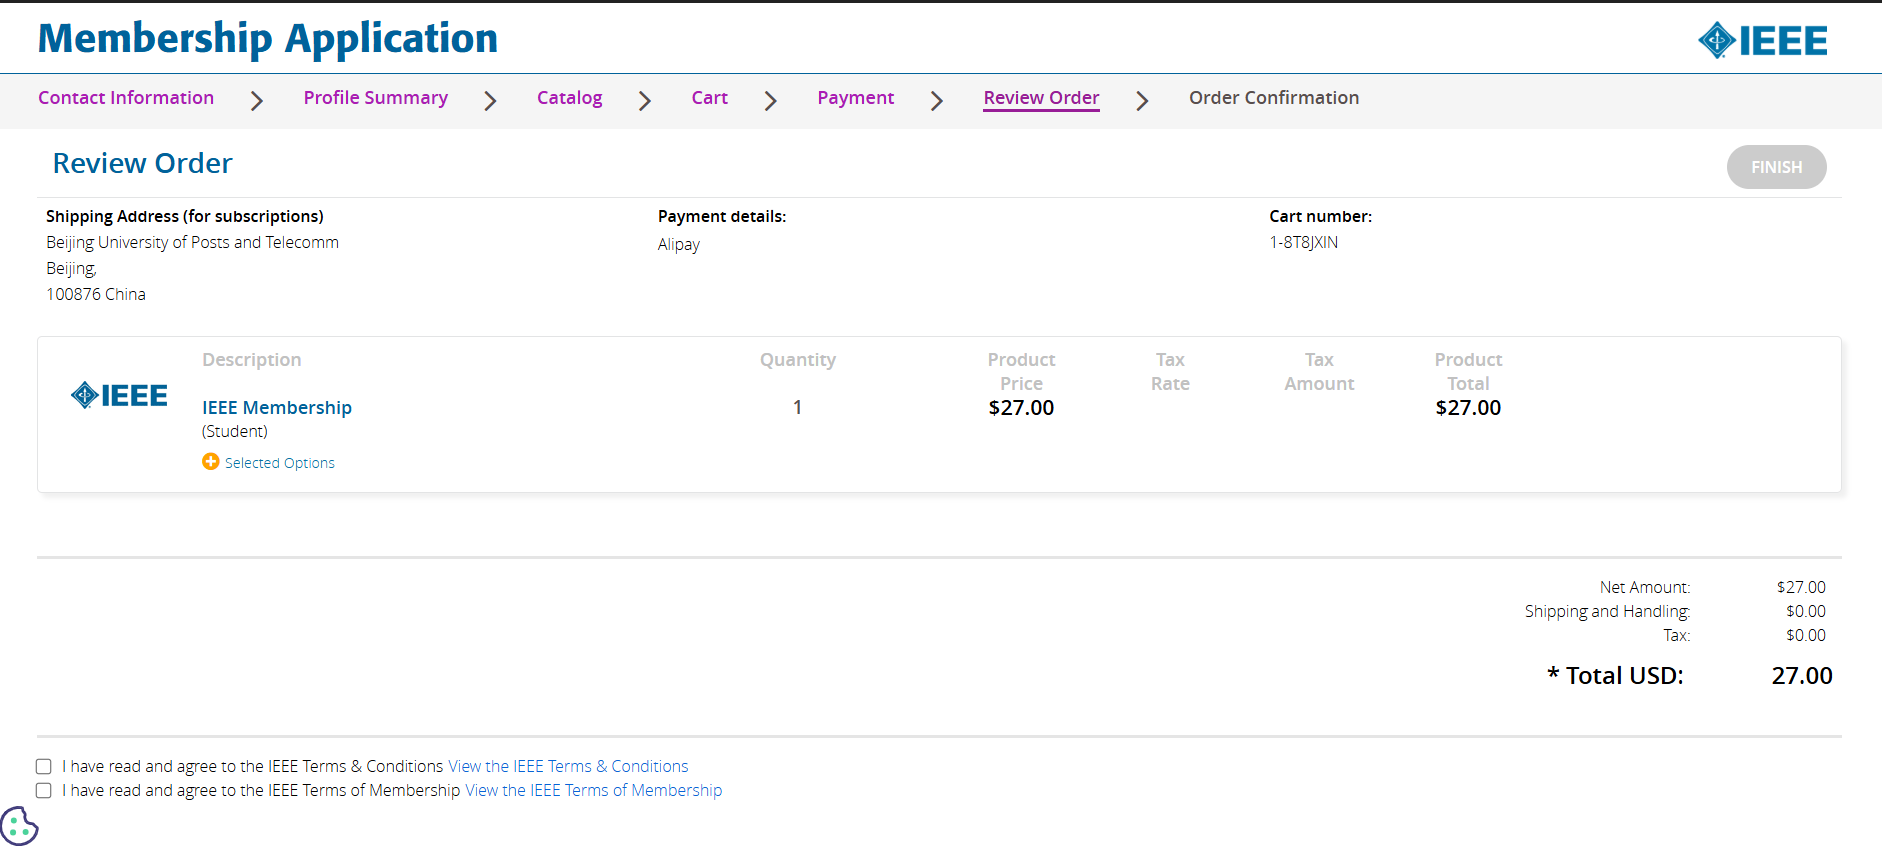 Membership Application
IEEE
Contact Information
Profile Summary
Catalog
Cart
Payment
Review Order
Order Confirmation
Review Order
FINISH
Shipping Address (for subscriptions)
Beijing University of Posts and Telecomm
Beijing,
100876 China
Payment details:
Alipay
Cart number:
1-8T8JXIN
Description
Quantity
Product
Price
Tax
Rate
Tax
Amount
Product
Total
IEEE
IEEE Membership
(Student)
Selected Options
1
$27.00
$27.00
Net Amount: $27.00
Shipping and Handling: $0.00
Tax: $0.00
* Total USD: 27.00
I have read and agree to the IEEE Terms & Conditions View the IEEE Terms & Conditions
I have read and agree to the IEEE Terms of Membership View the IEEE Terms of Membership